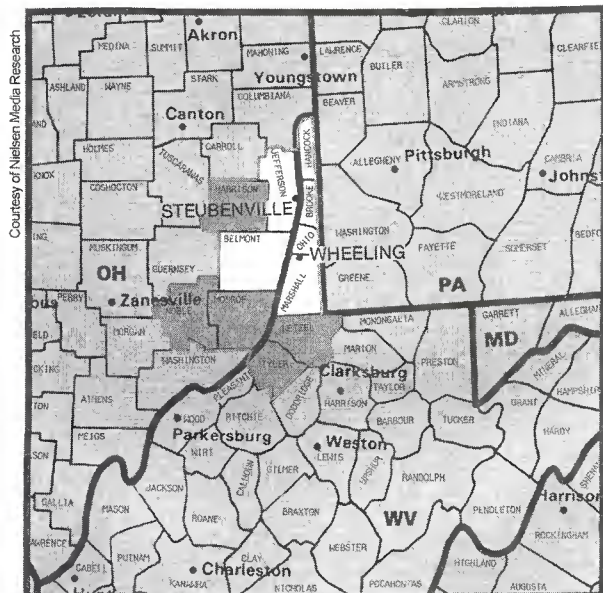 Courtesy of Nielsen Media Research
Akron
CLARION
MEDINA
SUMMIT
MAHONING
LAWRENCE
BUTLER
CLEARFIE
Youngstown
ASHLAND
WAYNE
STARK
ARMSTRONG
COLUMBIANA
BEAVER
Canton
INDIANA
HOLMES
CARROLL
HANCOCK
ALLEGHENY
Pittsburgh
CAMBRIA
KNOX
TUSCARAWAS
JEFFERSON
Johnst
COSHOCTON
HARRISON
WESTMORELAND
STEUBENVILLE
BROOKE
WASHINGTON
BELMONT
OHIO
FAYETTE
SOMERSET
BEDFO
MUSKINGUM
WHEELING
OH
GUERNSEY
MARSHALL
GREENE
PA
PERRY
Zanesville
NOBLE
MONROE
MONONGALIA
GARRETT
ALLEGHAN
MORGAN
WETZEL
MARION
MD
MINERAL
WASHINGTON
TYLER
PRESTON
PLEASANTS
Clarksburg
HAMPSHIR
ATHENS
TAYLOR
GRANT
WOOD
RITCHIE
DODDRIDGE
HARRISON
BARBOUR
TUCKER
HARDY
MEIGS
Parkersburg
Weston
WIRT
LEWIS
UPSHUR
GILMER
RANDOLPH
JACKSON
CALHOUN
Harrison
GALLIA
MASON
BRAXTON
WV
PENDLETON
ROANE
ROCKINGHAM
LAWRENCE
WEBSTER
PUTNAM
CLAY
HIGHLAND
CABELL
Charleston
KANAWHA
NICHOLAS
POCAHONTAS
AUGUSTA